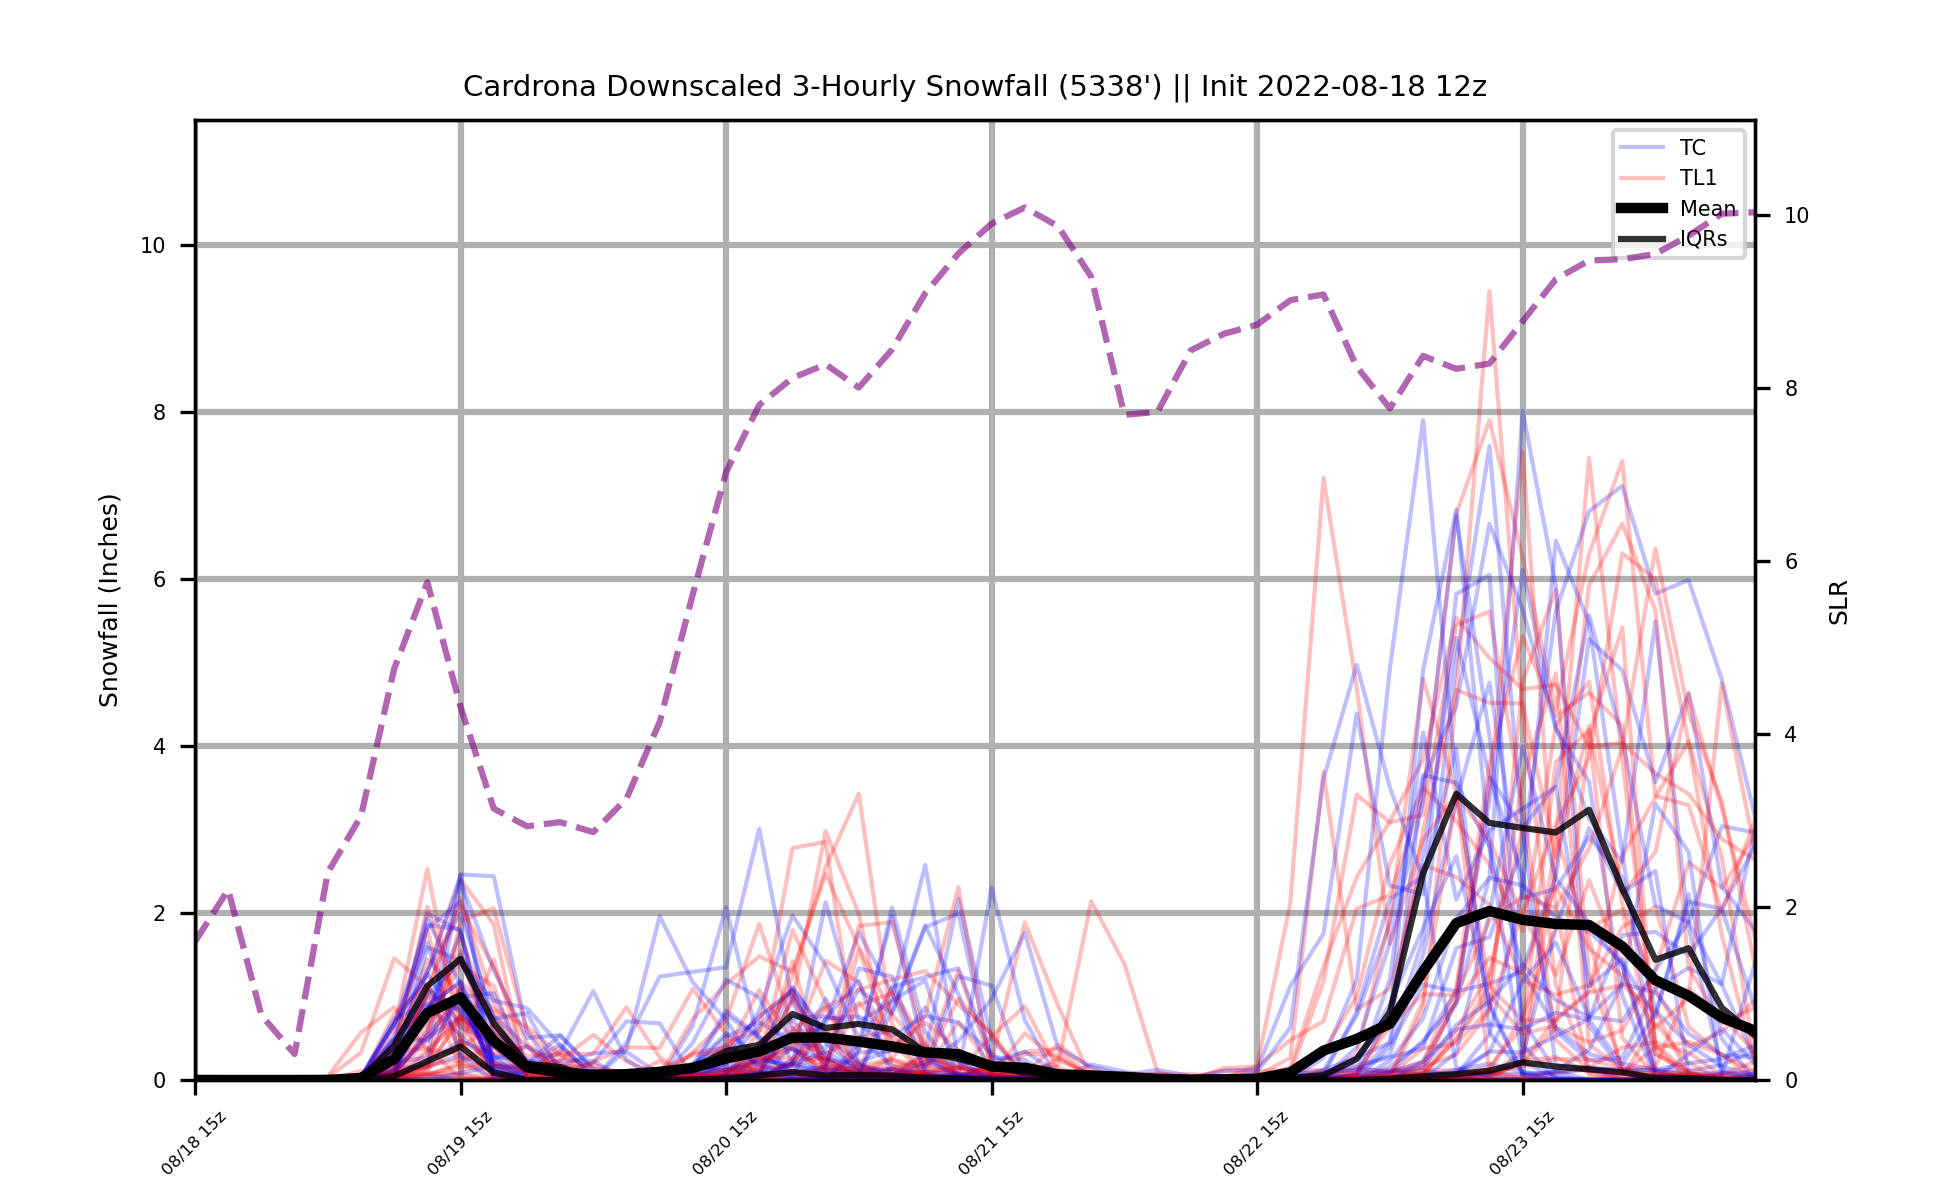 Cardrona Downscaled 3-Hourly Snowfall (5338') || Init 2022-08-18 12z
TC
TL1
Mean
IQRs
Snowfall (Inches)
10
8
6
4
2
0
10
8
6
4
2
0
SLR
08/18 15z
08/19 15z
08/20 15z
08/21 15z
08/22 15z
08/23 15z